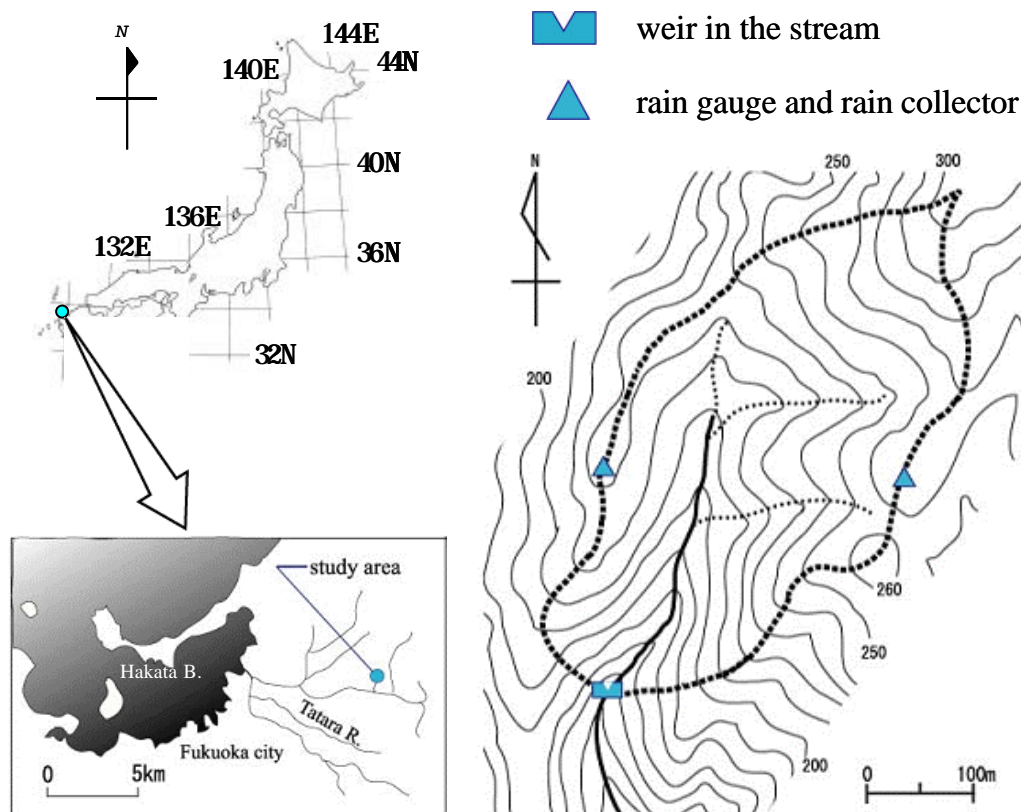 N
144E
140E
44N
40N
136E
132E
36N
32N
weir in the stream
rain gauge and rain collector
N
250
300
200
260
250
200
0
100m
study area
Hakata B.
Tatara R.
Fukuoka city
0
5km